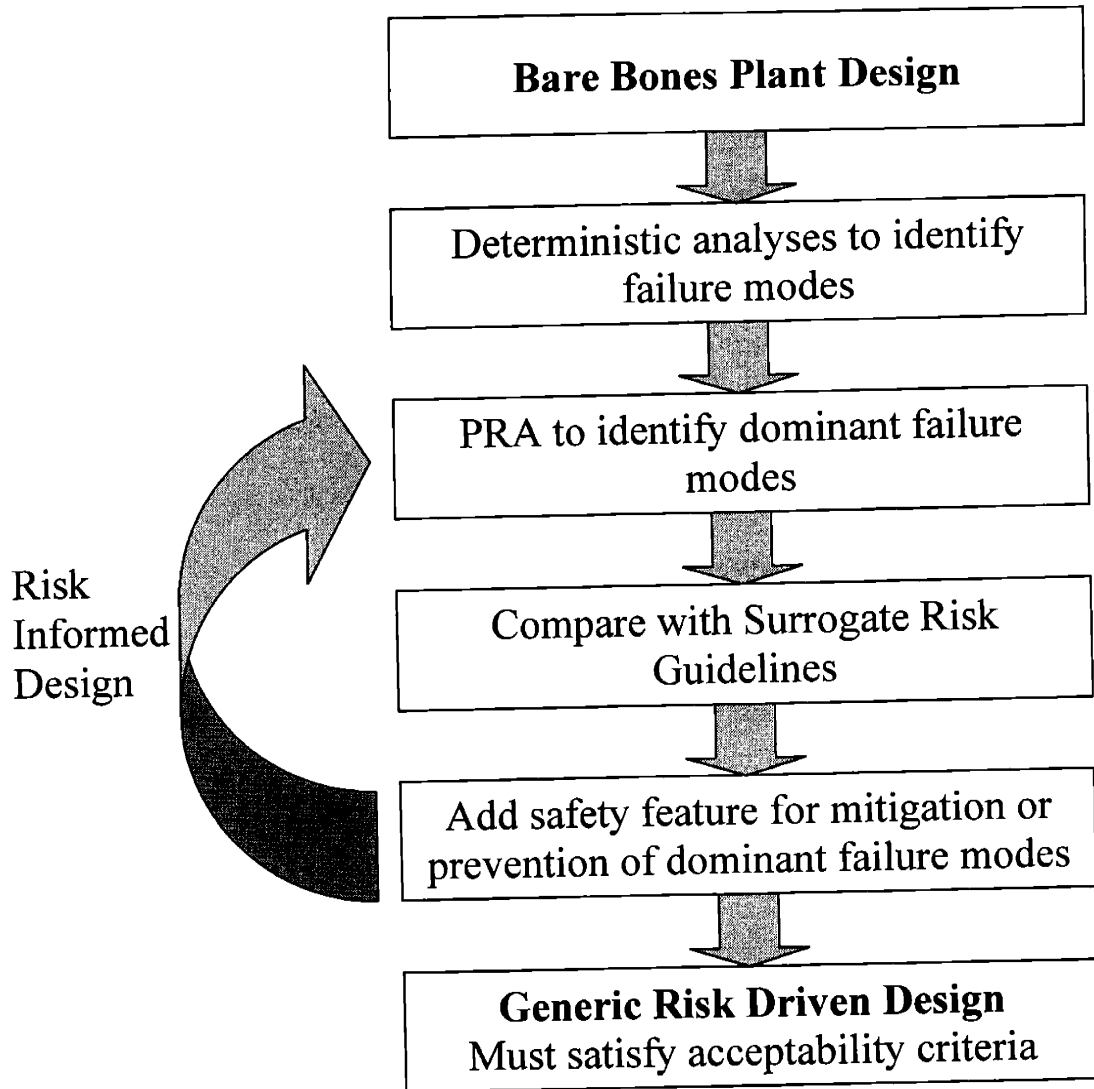 Bare Bones Plant Design
Deterministic analyses to identify
failure modes
PRA to identify dominant failure
modes
Compare with Surrogate Risk
Guidelines
Risk
Informed
Design
Add safety feature for mitigation or
prevention of dominant failure modes
Generic Risk Driven Design
Must satisfy acceptability criteria